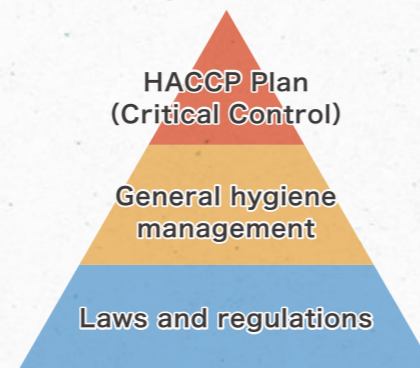 HACCP Plan
(Critical Control)
General hygiene
management
Laws and regulations